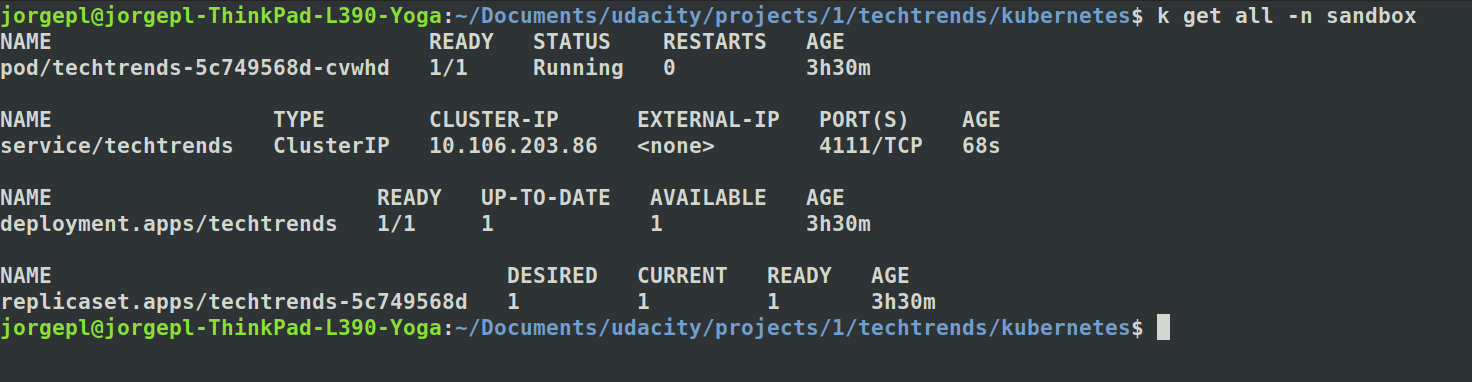 jorgepl@jorgepl-ThinkPad-L390-Yoga:~/Documents/udacity/projects/1/techtrends/kubernetes$ k get all -n sandbox
NAME                             READY   STATUS    RESTARTS   AGE
pod/techtrends-5c749568d-cvwhd   1/1     Running   0          3h30m

NAME                 TYPE        CLUSTER-IP      EXTERNAL-IP   PORT(S)    AGE
service/techtrends   ClusterIP   10.106.203.86   <none>        4111/TCP   68s

NAME                         READY   UP-TO-DATE   AVAILABLE   AGE
deployment.apps/techtrends   1/1     1            1           3h30m

NAME                                   DESIRED   CURRENT   READY   AGE
replicaset.apps/techtrends-5c749568d   1         1         1       3h30m
jorgepl@jorgepl-ThinkPad-L390-Yoga:~/Documents/udacity/projects/1/techtrends/kubernetes$